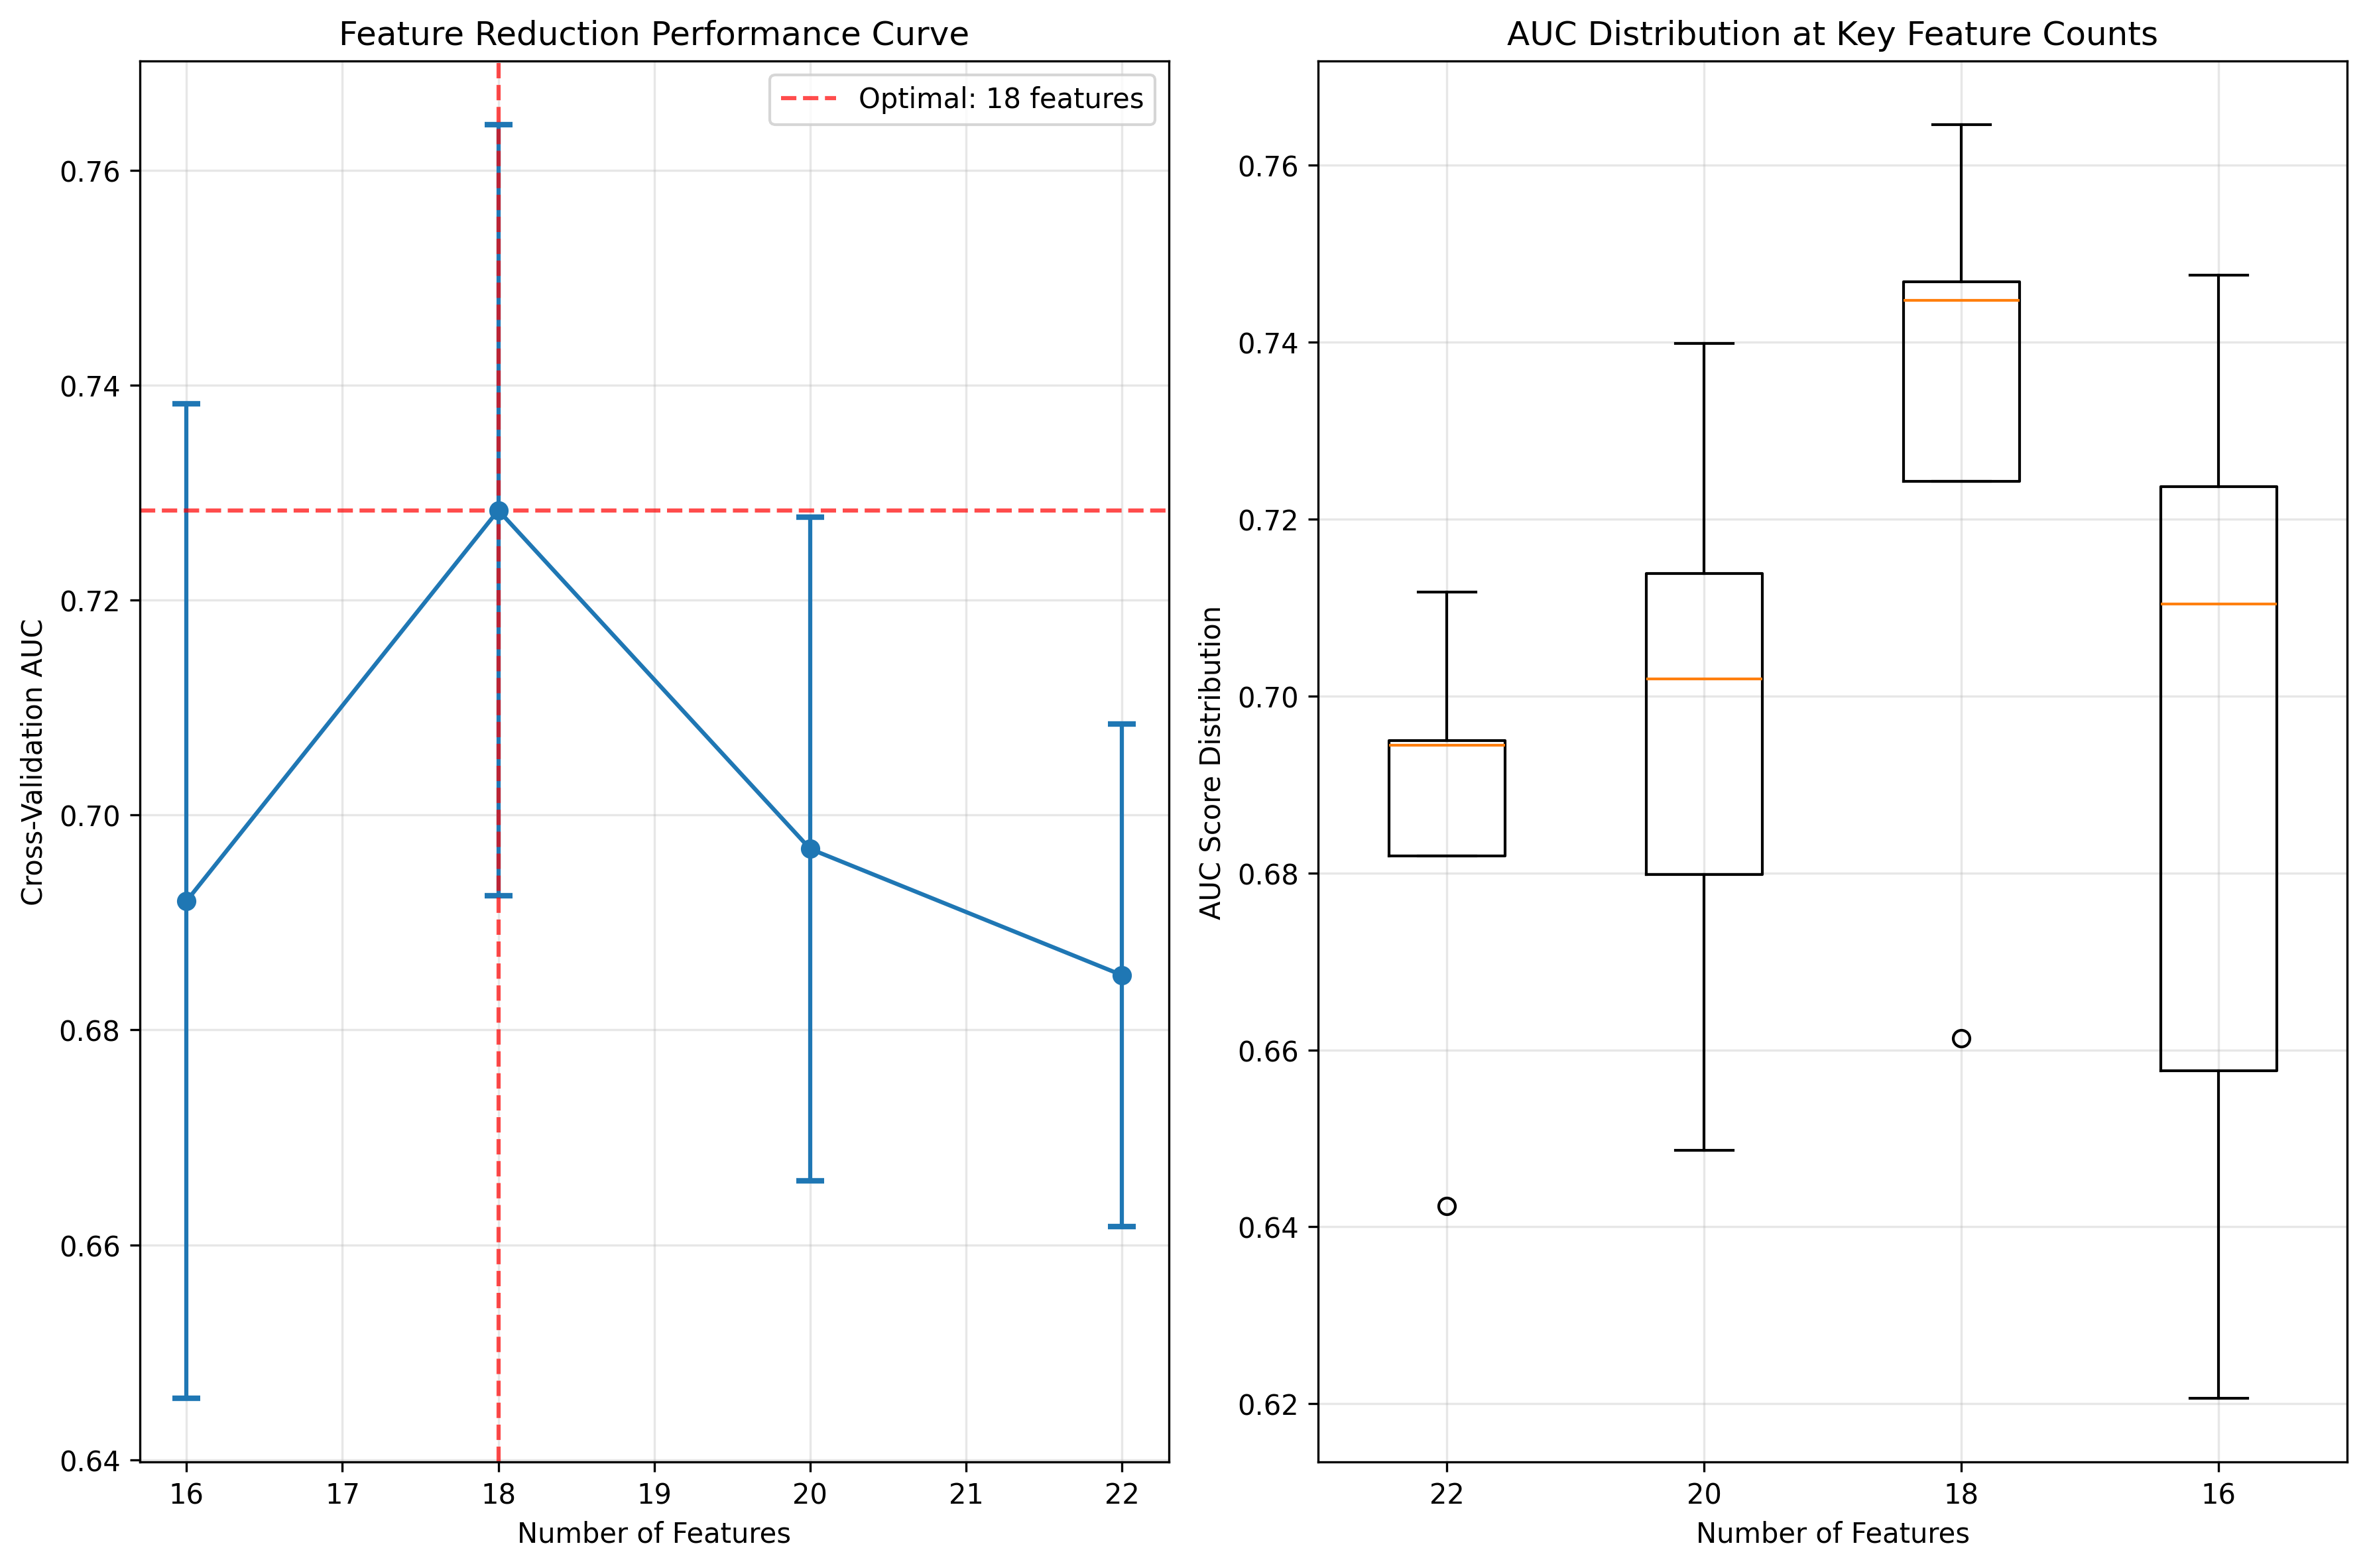 Feature Reduction Performance Curve
Optimal: 18 features
0.76
0.74
0.72
0.70
0.68
0.66
0.64
Cross-Validation AUC
16 17 18 19 20 21 22
Number of Features
AUC Distribution at Key Feature Counts
0.76
0.74
0.72
0.70
0.68
0.66
0.64
0.62
AUC Score Distribution
22 20 18 16
Number of Features